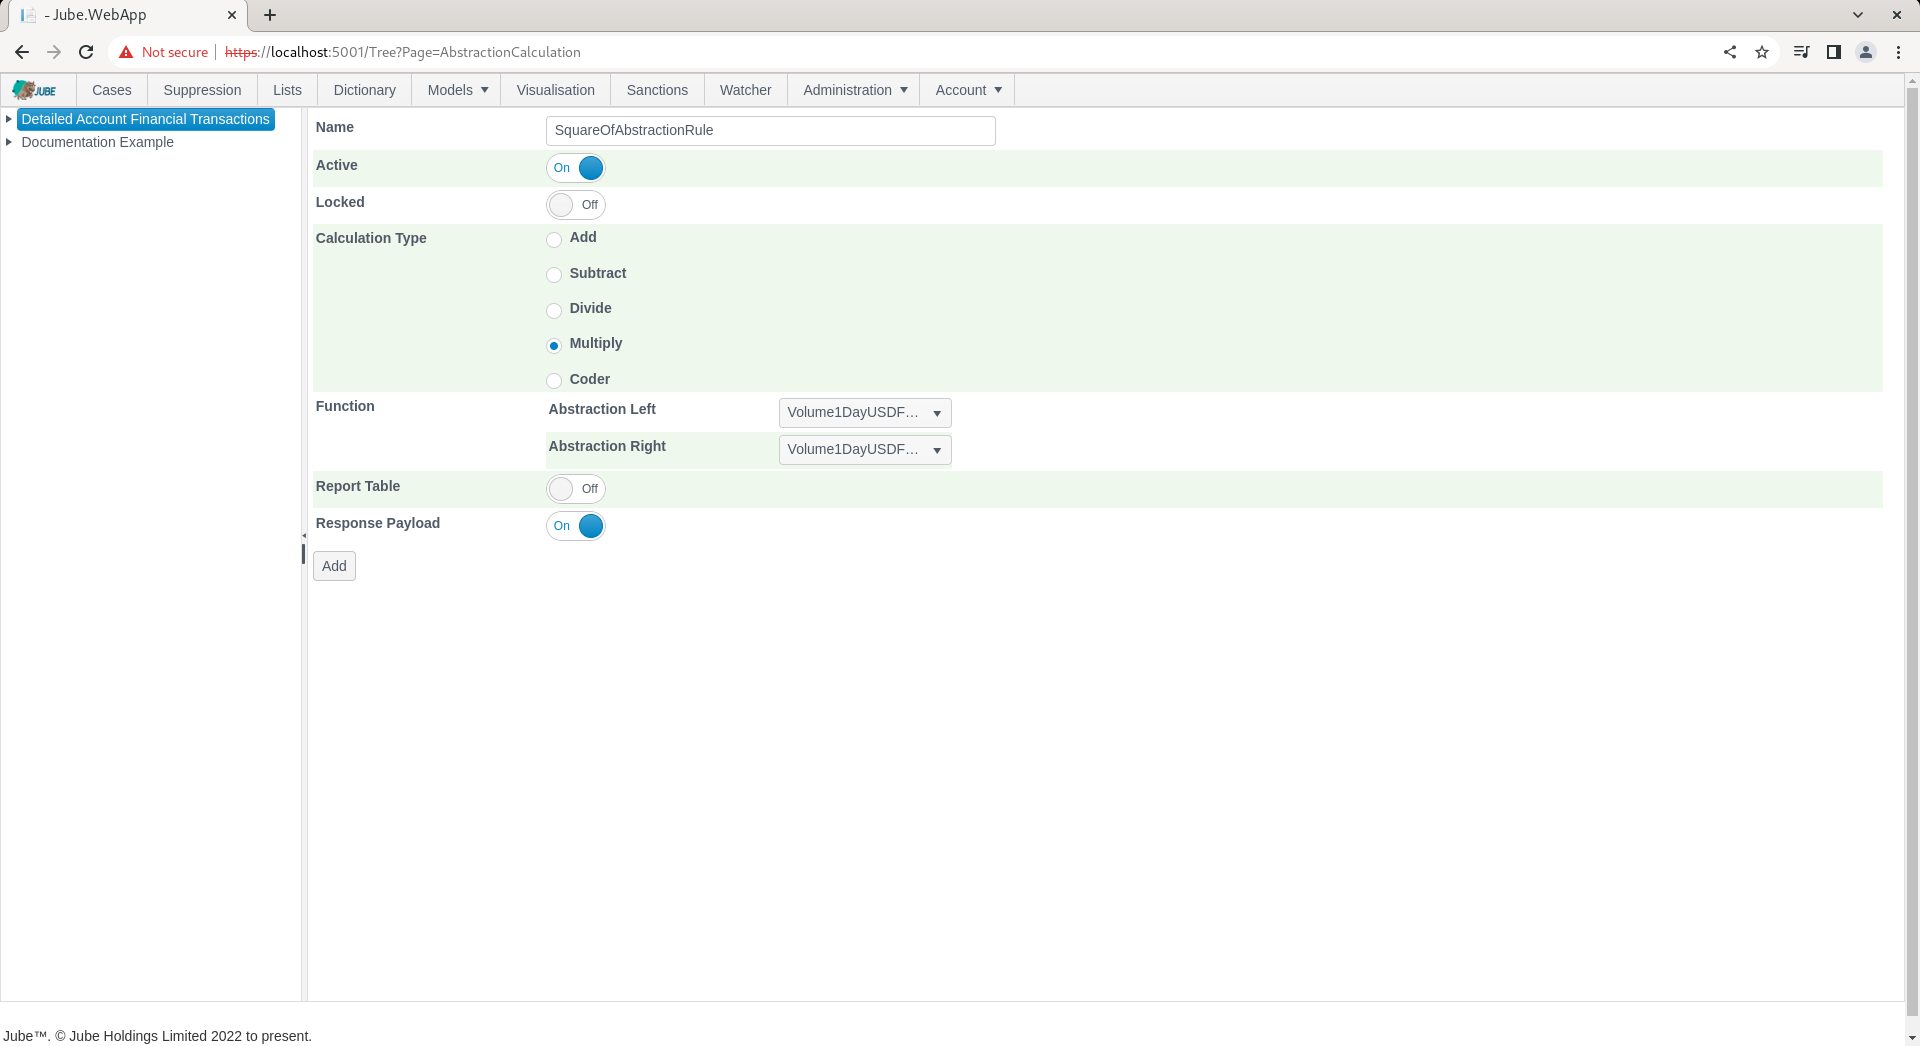 - Jube.WebApp
Not secure https://localhost:5001/Tree?Page=AbstractionCalculation
JUBE Cases Suppression Lists Dictionary Models Visualisation Sanctions Watcher Administration Account
Detailed Account Financial Transactions
Documentation Example
Name SquareOfAbstractionRule
Active On
Locked Off
Calculation Type Add
Subtract
Divide
Multiply
Coder
Function Abstraction Left Volume1DayUSDF...
Abstraction Right Volume1DayUSDF...
Report Table Off
Response Payload On
Add
Jube™. © Jube Holdings Limited 2022 to present.